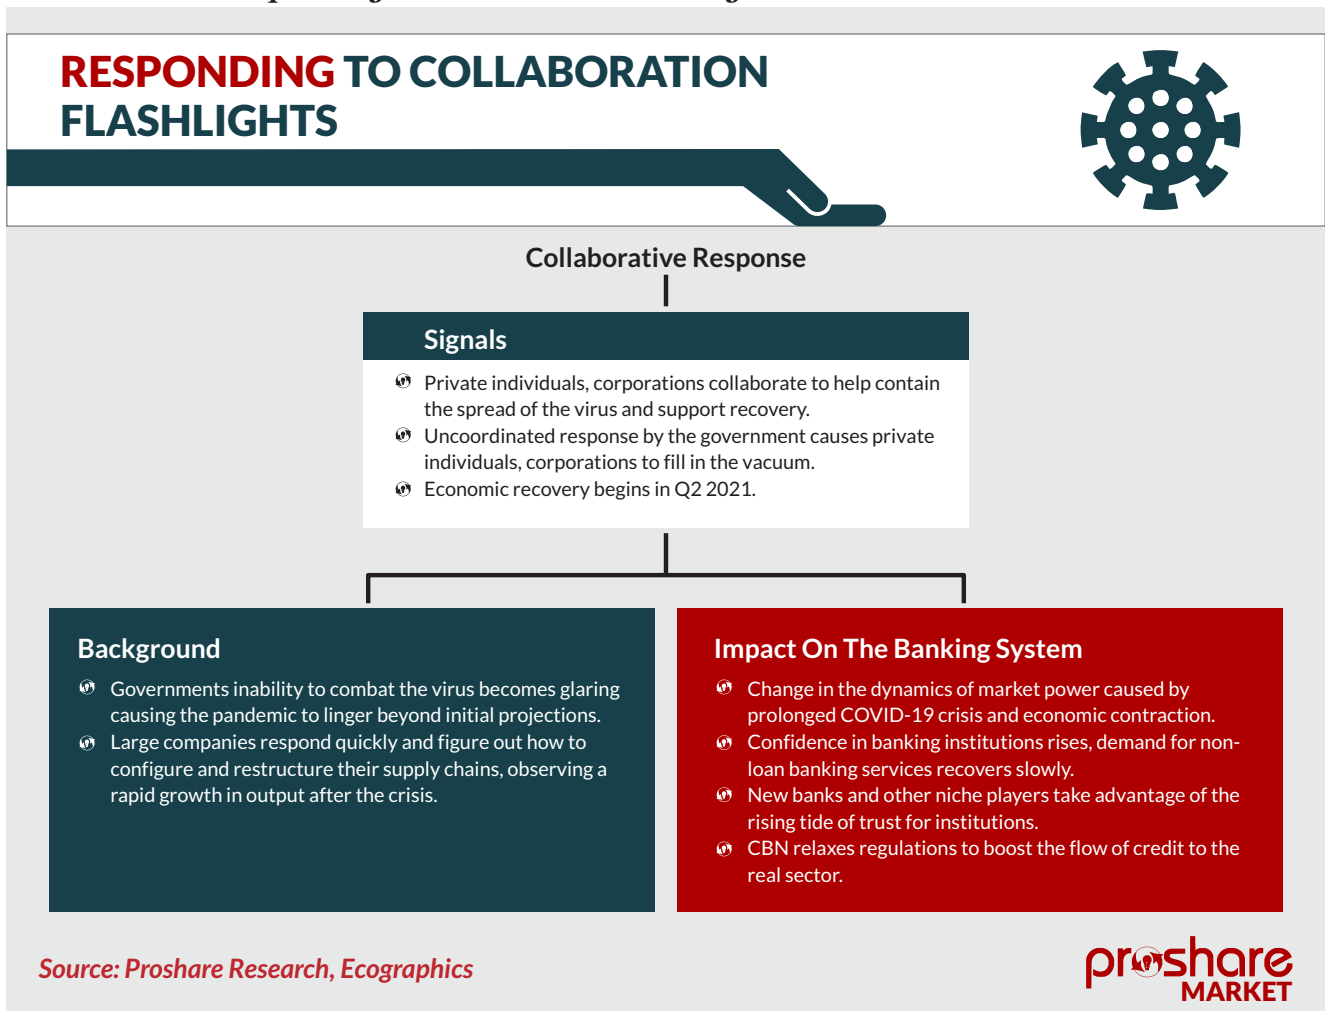 RESPONDING TO COLLABORATION
FLASHLIGHTS
Collaborative Response
Signals
Private individuals, corporations collaborate to help contain
the spread of the virus and support recovery.
Uncoordinated response by the government causes private
individuals, corporations to fill in the vacuum.
Economic recovery begins in Q2 2021.
Background
Governments inability to combat the virus becomes glaring
causing the pandemic to linger beyond initial projections.
Large companies respond quickly and figure out how to
configure and restructure their supply chains, observing a
rapid growth in output after the crisis.
Impact On The Banking System
Change in the dynamics of market power caused by
prolonged COVID-19 crisis and economic contraction.
Confidence in banking institutions rises, demand for non-
loan banking services recovers slowly.
New banks and other niche players take advantage of the
rising tide of trust for institutions.
CBN relaxes regulations to boost the flow of credit to the
real sector.
Source: Proshare Research, Ecographics
proshare
MARKET